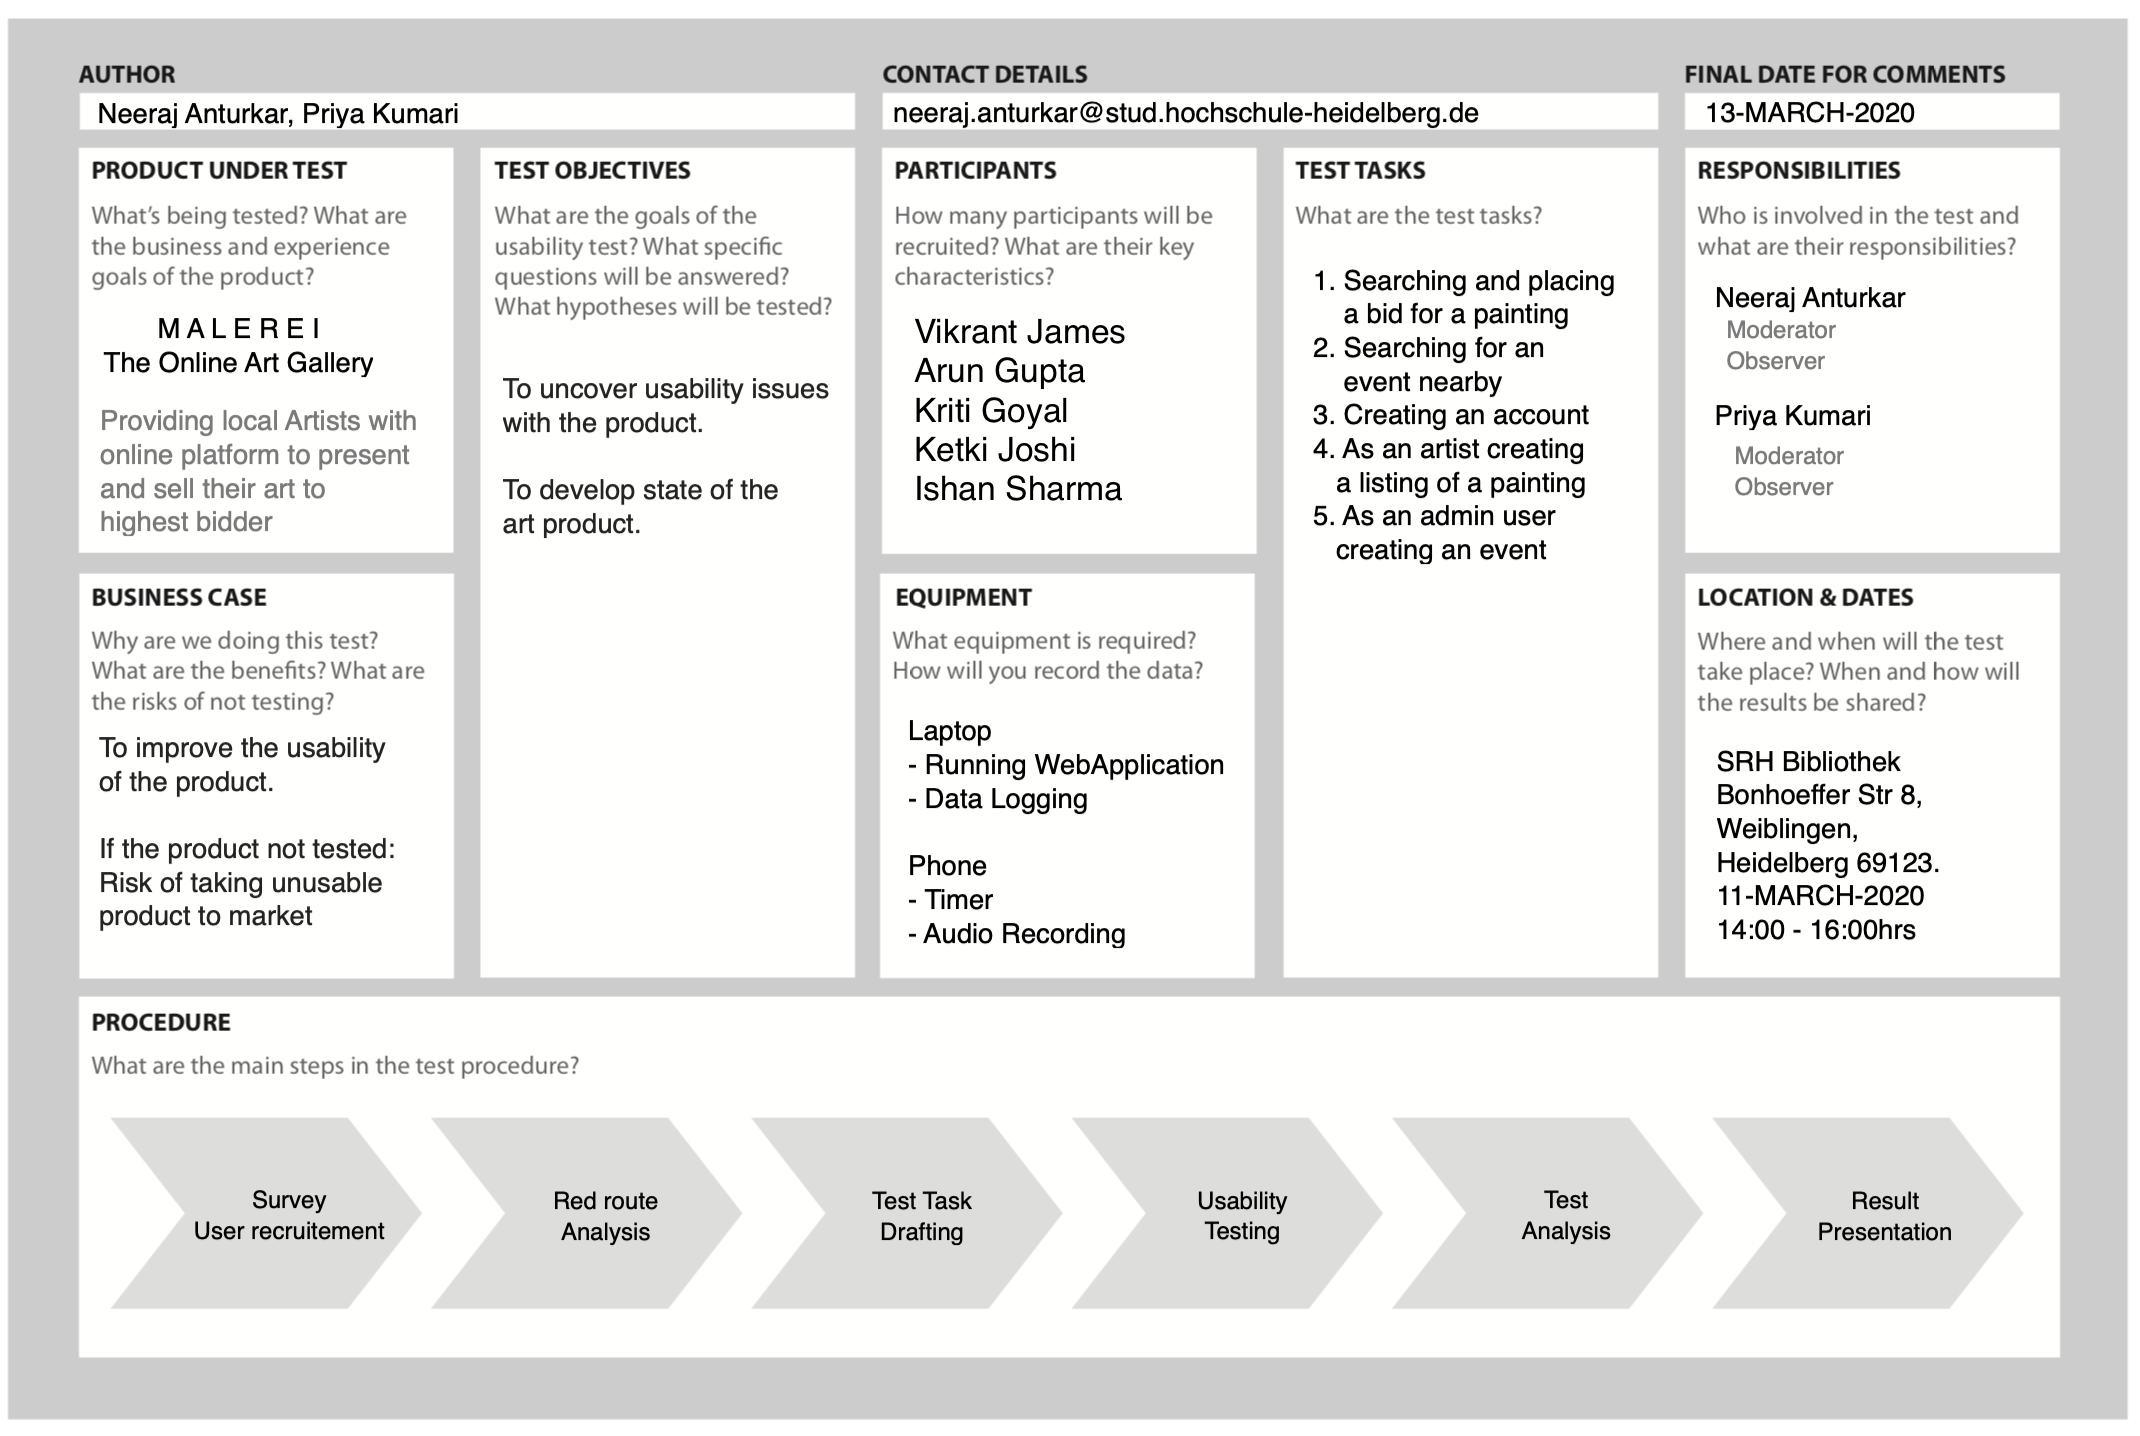 AUTHOR
Neeraj Anturkar, Priya Kumari
CONTACT DETAILS
neeraj.anturkar@stud.hochschule-heidelberg.de
FINAL DATE FOR COMMENTS
13-MARCH-2020
PRODUCT UNDER TEST
What's being tested? What are
the business and experience
goals of the product?
M A L E R E I
The Online Art Gallery
Providing local Artists with
online platform to present
and sell their art to
highest bidder
BUSINESS CASE
Why are we doing this test?
What are the benefits? What are
the risks of not testing?
To improve the usability
of the product.
If the product not tested:
Risk of taking unusable
product to market
TEST OBJECTIVES
What are the goals of the
usability test? What specific
questions will be answered?
What hypotheses will be tested?
To uncover usability issues
with the product.
To develop state of the
art product.
PARTICIPANTS
How many participants will be
recruited? What are their key
characteristics?
Vikrant James
Arun Gupta
Kriti Goyal
Ketki Joshi
Ishan Sharma
EQUIPMENT
What equipment is required?
How will you record the data?
Laptop
- Running WebApplication
- Data Logging
Phone
- Timer
- Audio Recording
TEST TASKS
What are the test tasks?
1. Searching and placing
a bid for a painting
2. Searching for an
event nearby
3. Creating an account
4. As an artist creating
a listing of a painting
5. As an admin user
creating an event
RESPONSIBILITIES
Who is involved in the test and
what are their responsibilities?
Neeraj Anturkar
Moderator
Observer
Priya Kumari
Moderator
Observer
LOCATION & DATES
Where and when will the test
take place? When and how will
the results be shared?
SRH Bibliothek
Bonhoeffer Str 8,
Weiblingen,
Heidelberg 69123.
11-MARCH-2020
14:00 - 16:00hrs
PROCEDURE
What are the main steps in the test procedure?
Survey
User recruitement
Red route
Analysis
Test Task
Drafting
Usability
Testing
Test
Analysis
Result
Presentation